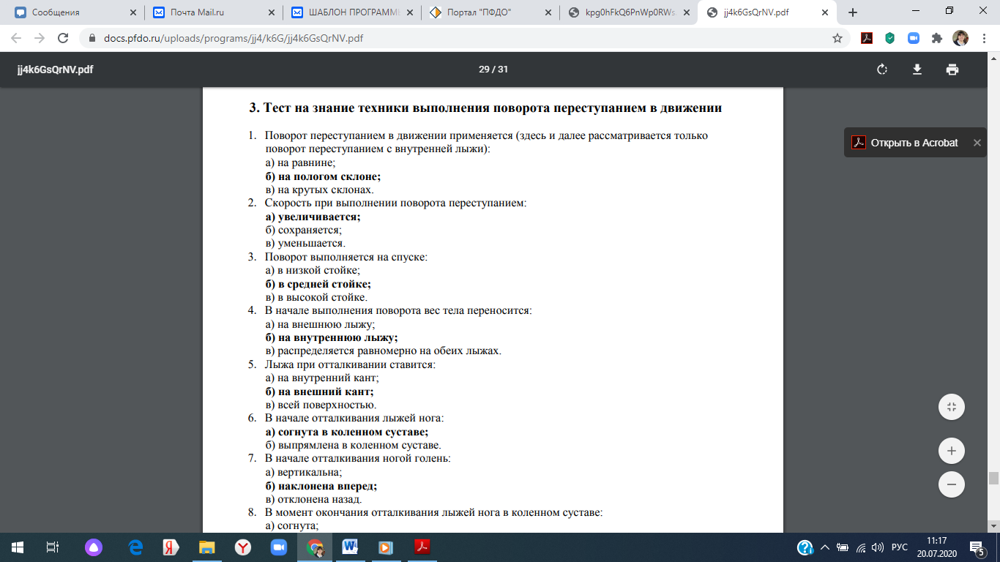 Сообщения
Почта Mail.ru
ШАБЛОН ПРОГРАММЫ
Портал "ПФДО"
kpg0hFkQ6PnWp0RWs
jj4k6GsQrNV.pdf
docs.pfdo.ru/uploads/programs/jj4/k6G/jj4k6GsQrNV.pdf
jj4k6GsQrNV.pdf
29 / 31
Открыть в Acrobat
3. Тест на знание техники выполнения поворота переступанием в движении
1. Поворот переступанием в движении применяется (здесь и далее рассматривается только
поворот переступанием с внутренней лыжи):
а) на равнине;
б) на пологом склоне;
в) на крутых склонах.
2. Скорость при выполнении поворота переступанием:
а) увеличивается;
б) сохраняется;
в) уменьшается.
3. Поворот выполняется на спуске:
а) в низкой стойке;
б) в средней стойке;
в) в высокой стойке.
4. В начале выполнения поворота вес тела переносится:
а) на внешнюю лыжу;
б) на внутреннюю лыжу;
в) распределяется равномерно на обеих лыжах.
5. Лыжа при отталкивании ставится:
а) на внутренний кант;
б) на внешний кант;
в) всей поверхностью.
6. В начале отталкивания лыжей нога:
а) согнута в коленном суставе;
б) выпрямлена в коленном суставе.
7. В начале отталкивания ногой голень:
а) вертикальна;
б) наклонена вперед;
в) отклонена назад.
8. В момент окончания отталкивания лыжей нога в коленном суставе:
а) согнута;
РУС
11:17
20.07.2020
5